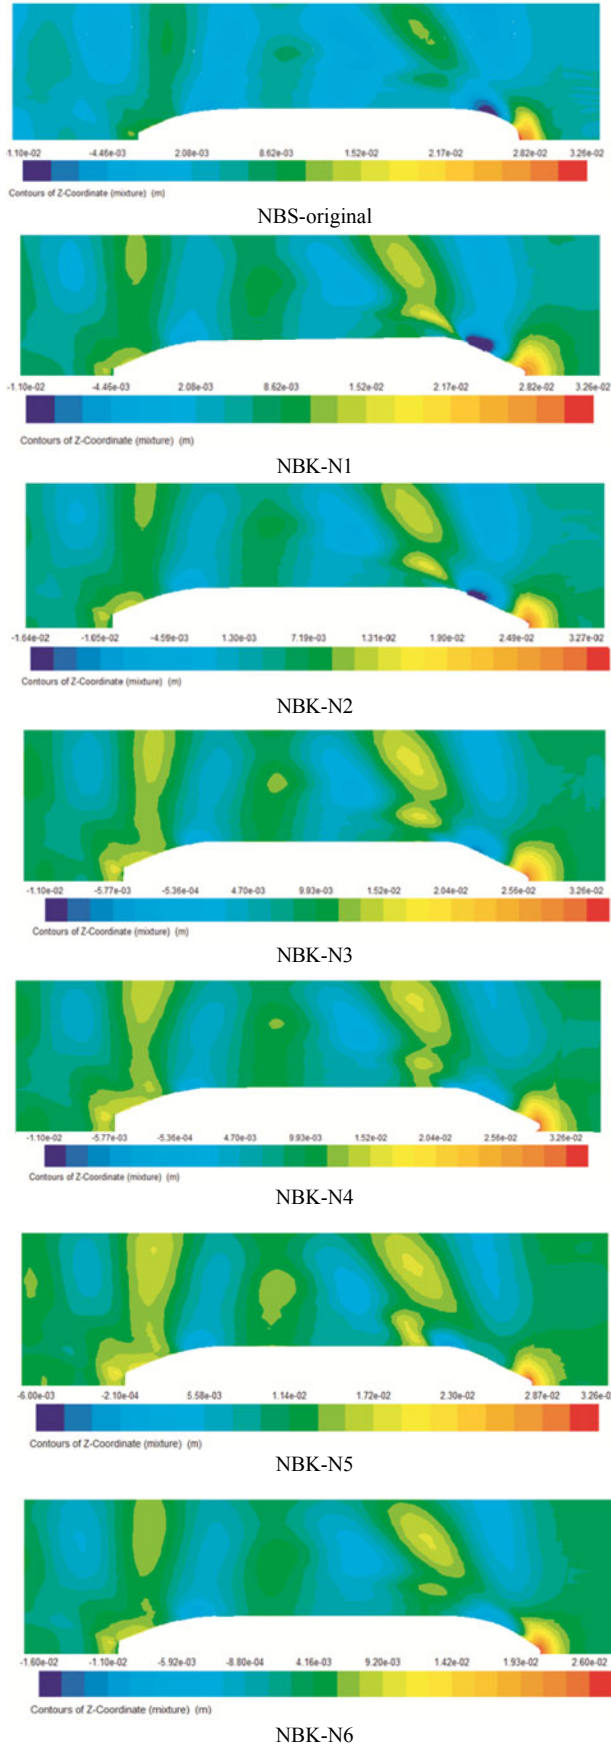 -1.10e-02 -4.46e-03 2.08e-03 8.62e-03 1.52e-02 2.17e-02 2.82e-02 3.26e-02
Contours of Z-Coordinate (mixture) (m)
NBS-original
-1.10e-02 -4.46e-03 2.08e-03 8.62e-03 1.52e-02 2.17e-02 2.82e-02 3.26e-02
Contours of Z-Coordinate (mixture) (m)
NBK-N1
-1.64e-02 -1.05e-02 -4.59e-03 1.30e-03 7.19e-03 1.31e-02 1.90e-02 2.49e-02 3.27e-02
Contours of Z-Coordinate (mixture) (m)
NBK-N2
-1.10e-02 -5.77e-03 -5.36e-04 4.70e-03 9.93e-03 1.52e-02 2.04e-02 2.56e-02 3.26e-02
Contours of Z-Coordinate (mixture) (m)
NBK-N3
-1.10e-02 -5.77e-03 -5.36e-04 4.70e-03 9.93e-03 1.52e-02 2.04e-02 2.56e-02 3.26e-02
Contours of Z-Coordinate (mixture) (m)
NBK-N4
-6.00e-03 -2.10e-04 5.58e-03 1.14e-02 1.72e-02 2.30e-02 2.87e-02 3.26e-0
Contours of Z-Coordinate (mixture) (m)
NBK-N5
-1.60e-02 -1.10e-02 -5.92e-03 -8.80e-04 4.16e-03 9.20e-03 1.42e-02 1.93e-02 2.60e-02
Contours of Z-Coordinate (mixture) (m)
NBK-N6